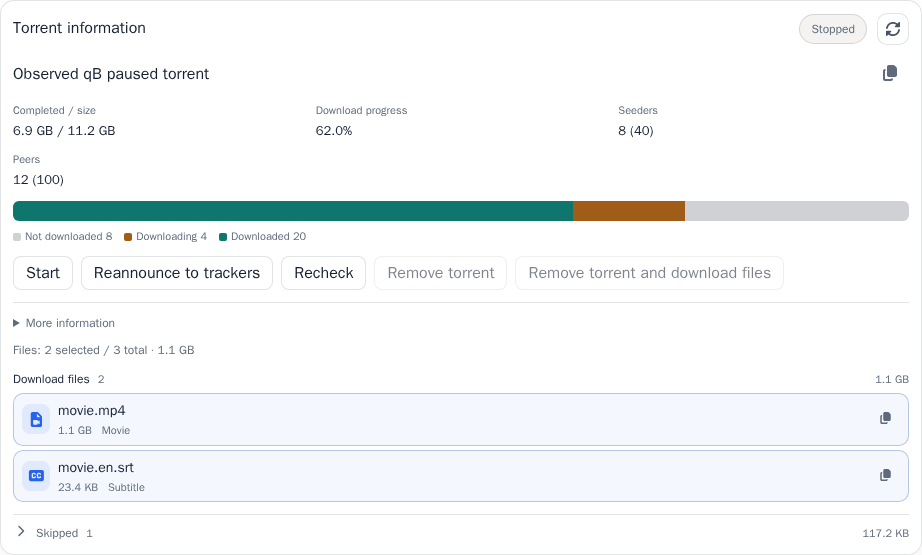 Torrent information
Stopped
Observed qB paused torrent
Completed / size
6.9 GB / 11.2 GB
Download progress
62.0%
Seeders
8 (40)
Peers
12 (100)
Not downloaded 8
Downloading 4
Downloaded 20
Start
Reannounce to trackers
Recheck
Remove torrent
Remove torrent and download files
More information
Files: 2 selected / 3 total · 1.1 GB
Download files 2
1.1 GB
movie.mp4
1.1 GB Movie
CC
movie.en.srt
23.4 KB Subtitle
Skipped 1
117.2 KB